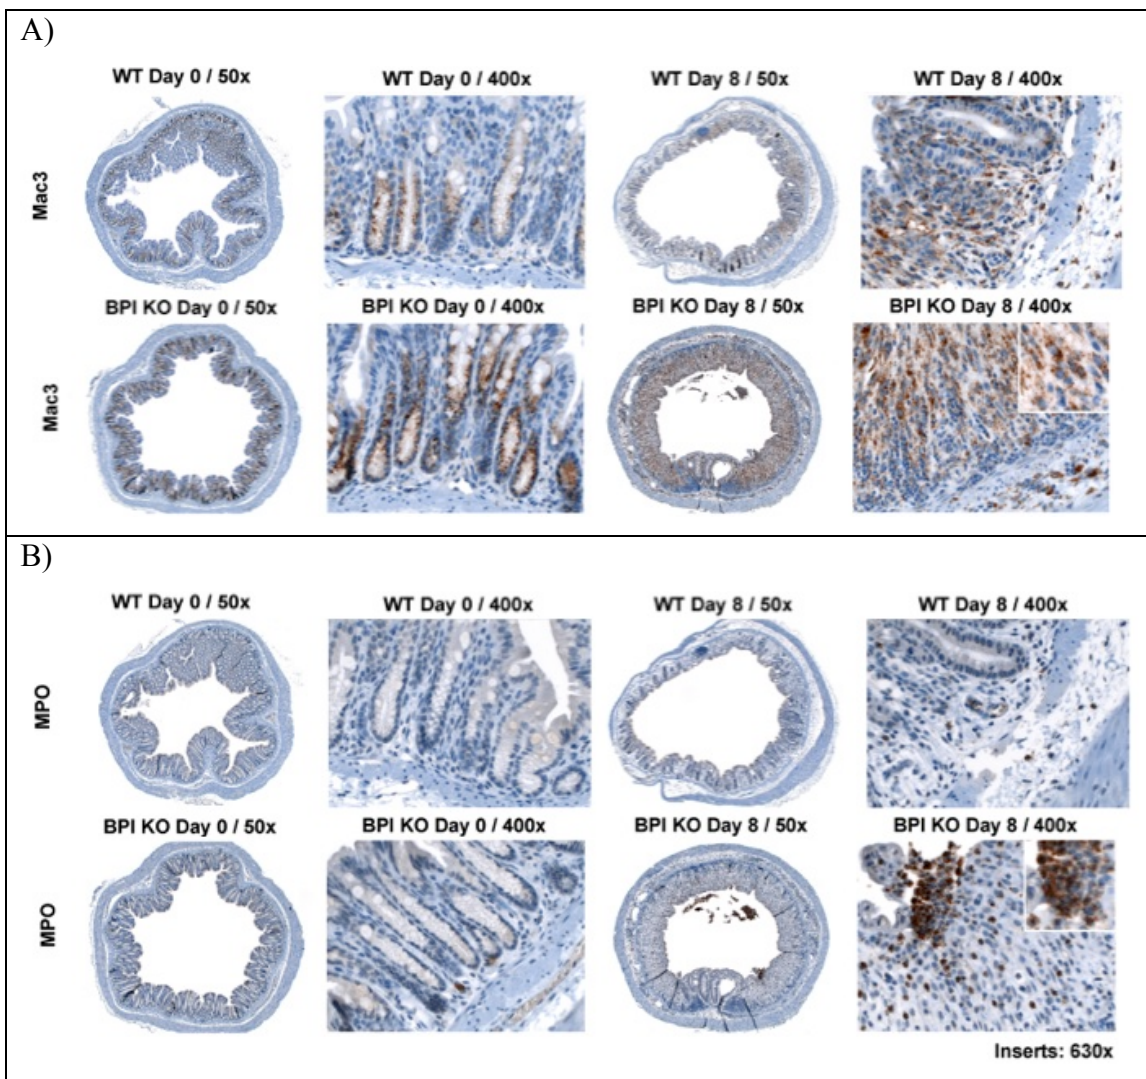 A)
WT Day 0 / 50x WT Day 0 / 400x WT Day 8 / 50x WT Day 8 / 400x
Mac3
BPI KO Day 0 / 50x BPI KO Day 0 / 400x BPI KO Day 8 / 50x BPI KO Day 8 / 400x
Mac3
B)
WT Day 0 / 50x WT Day 0 / 400x WT Day 8 / 50x WT Day 8 / 400x
MPO
BPI KO Day 0 / 50x BPI KO Day 0 / 400x BPI KO Day 8 / 50x BPI KO Day 8 / 400x
MPO
Inserts: 630x